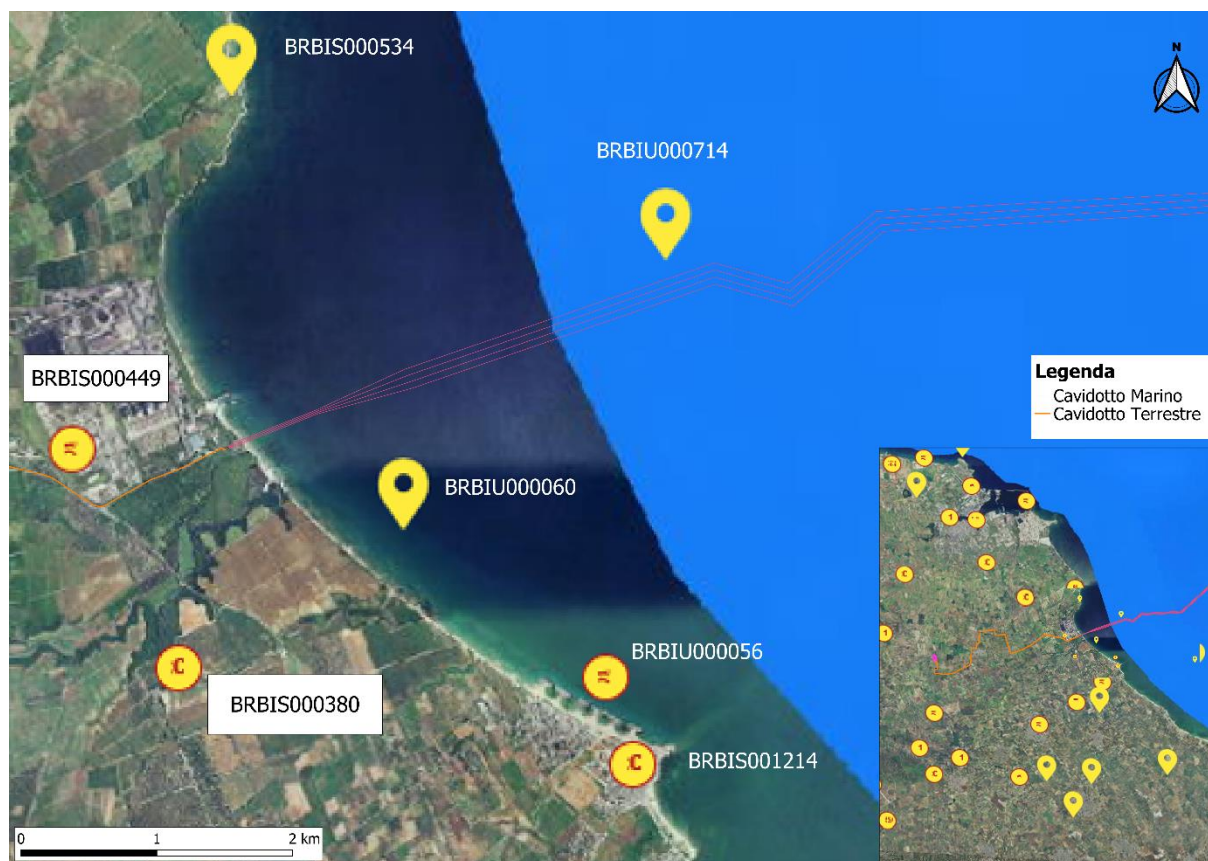 BRBIS000534
N
BRBIU000714
BRBIS000449
Legenda
Cavidotto Marino
Cavidotto Terrestre
BRBIU000060
BRBIU000056
BRBIS000380
BRBIS001214
0 1 2 km